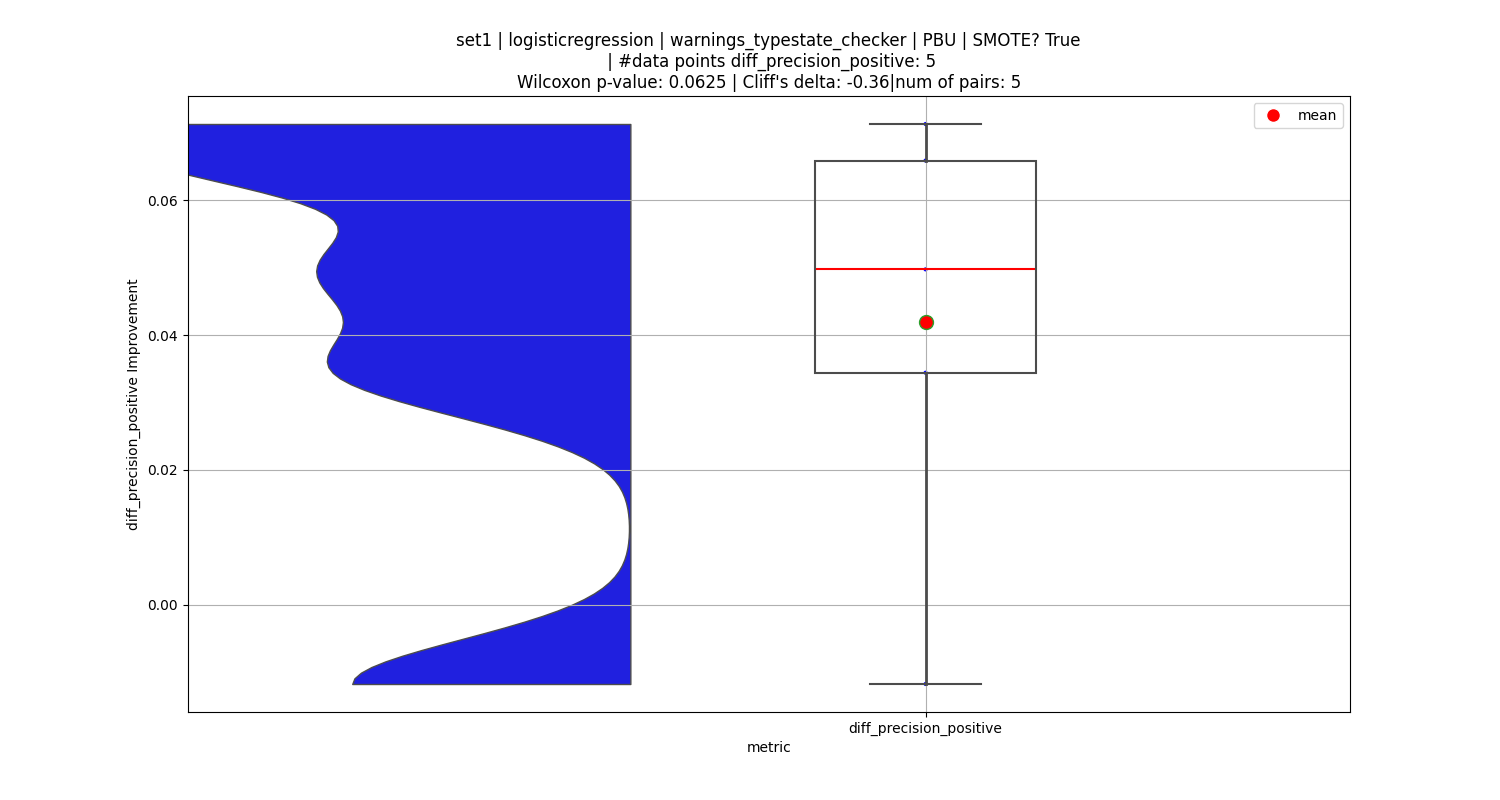 set1 | logisticregression | warnings_typestate_checker | PBU | SMOTE? True
| #data points diff_precision_positive: 5
Wilcoxon p-value: 0.0625 | Cliff's delta: -0.36|num of pairs: 5
mean
0.06
0.04
0.02
0.00
diff_precision_positive Improvement
diff_precision_positive
metric